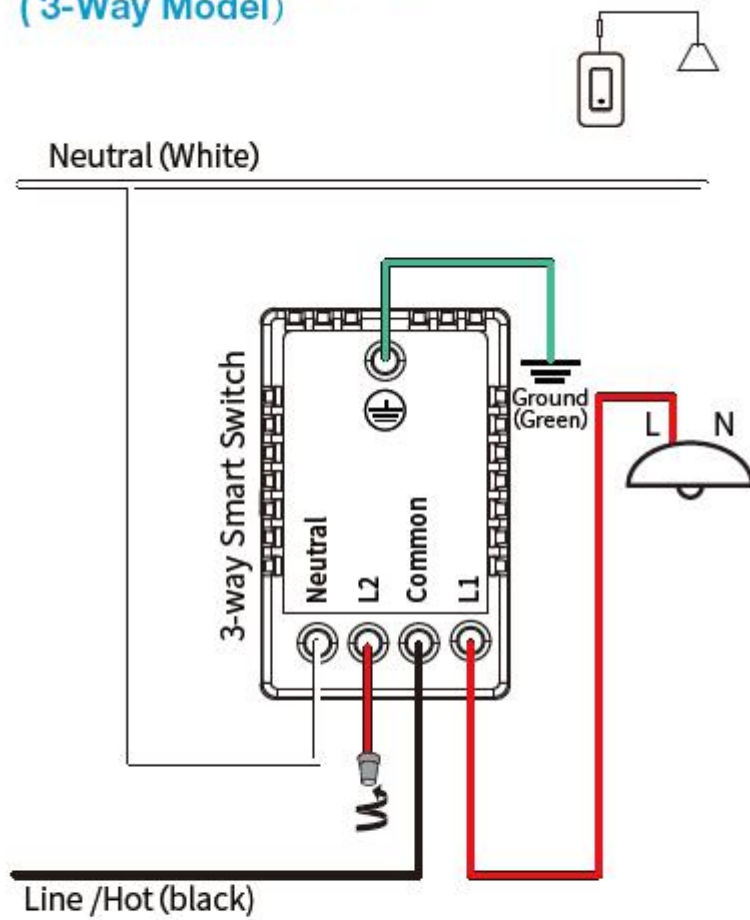 ( 3-Way Model)
Neutral (White)
Ground
(Green)
L N
3-way Smart Switch
Neutral
L2
Common
L1
Line /Hot (black)